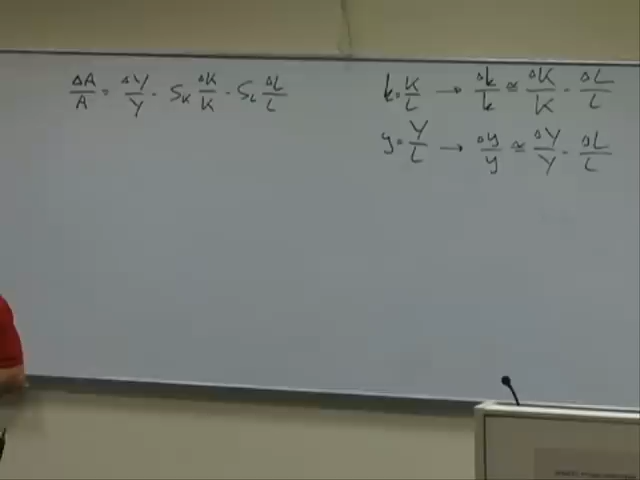 ΔA/A = ΔY/Y - S_K ΔK/K - S_L ΔL/L
k = K/L → Δk/k ≅ ΔK/K - ΔL/L
y = Y/L → Δy/y ≅ ΔY/Y - ΔL/L